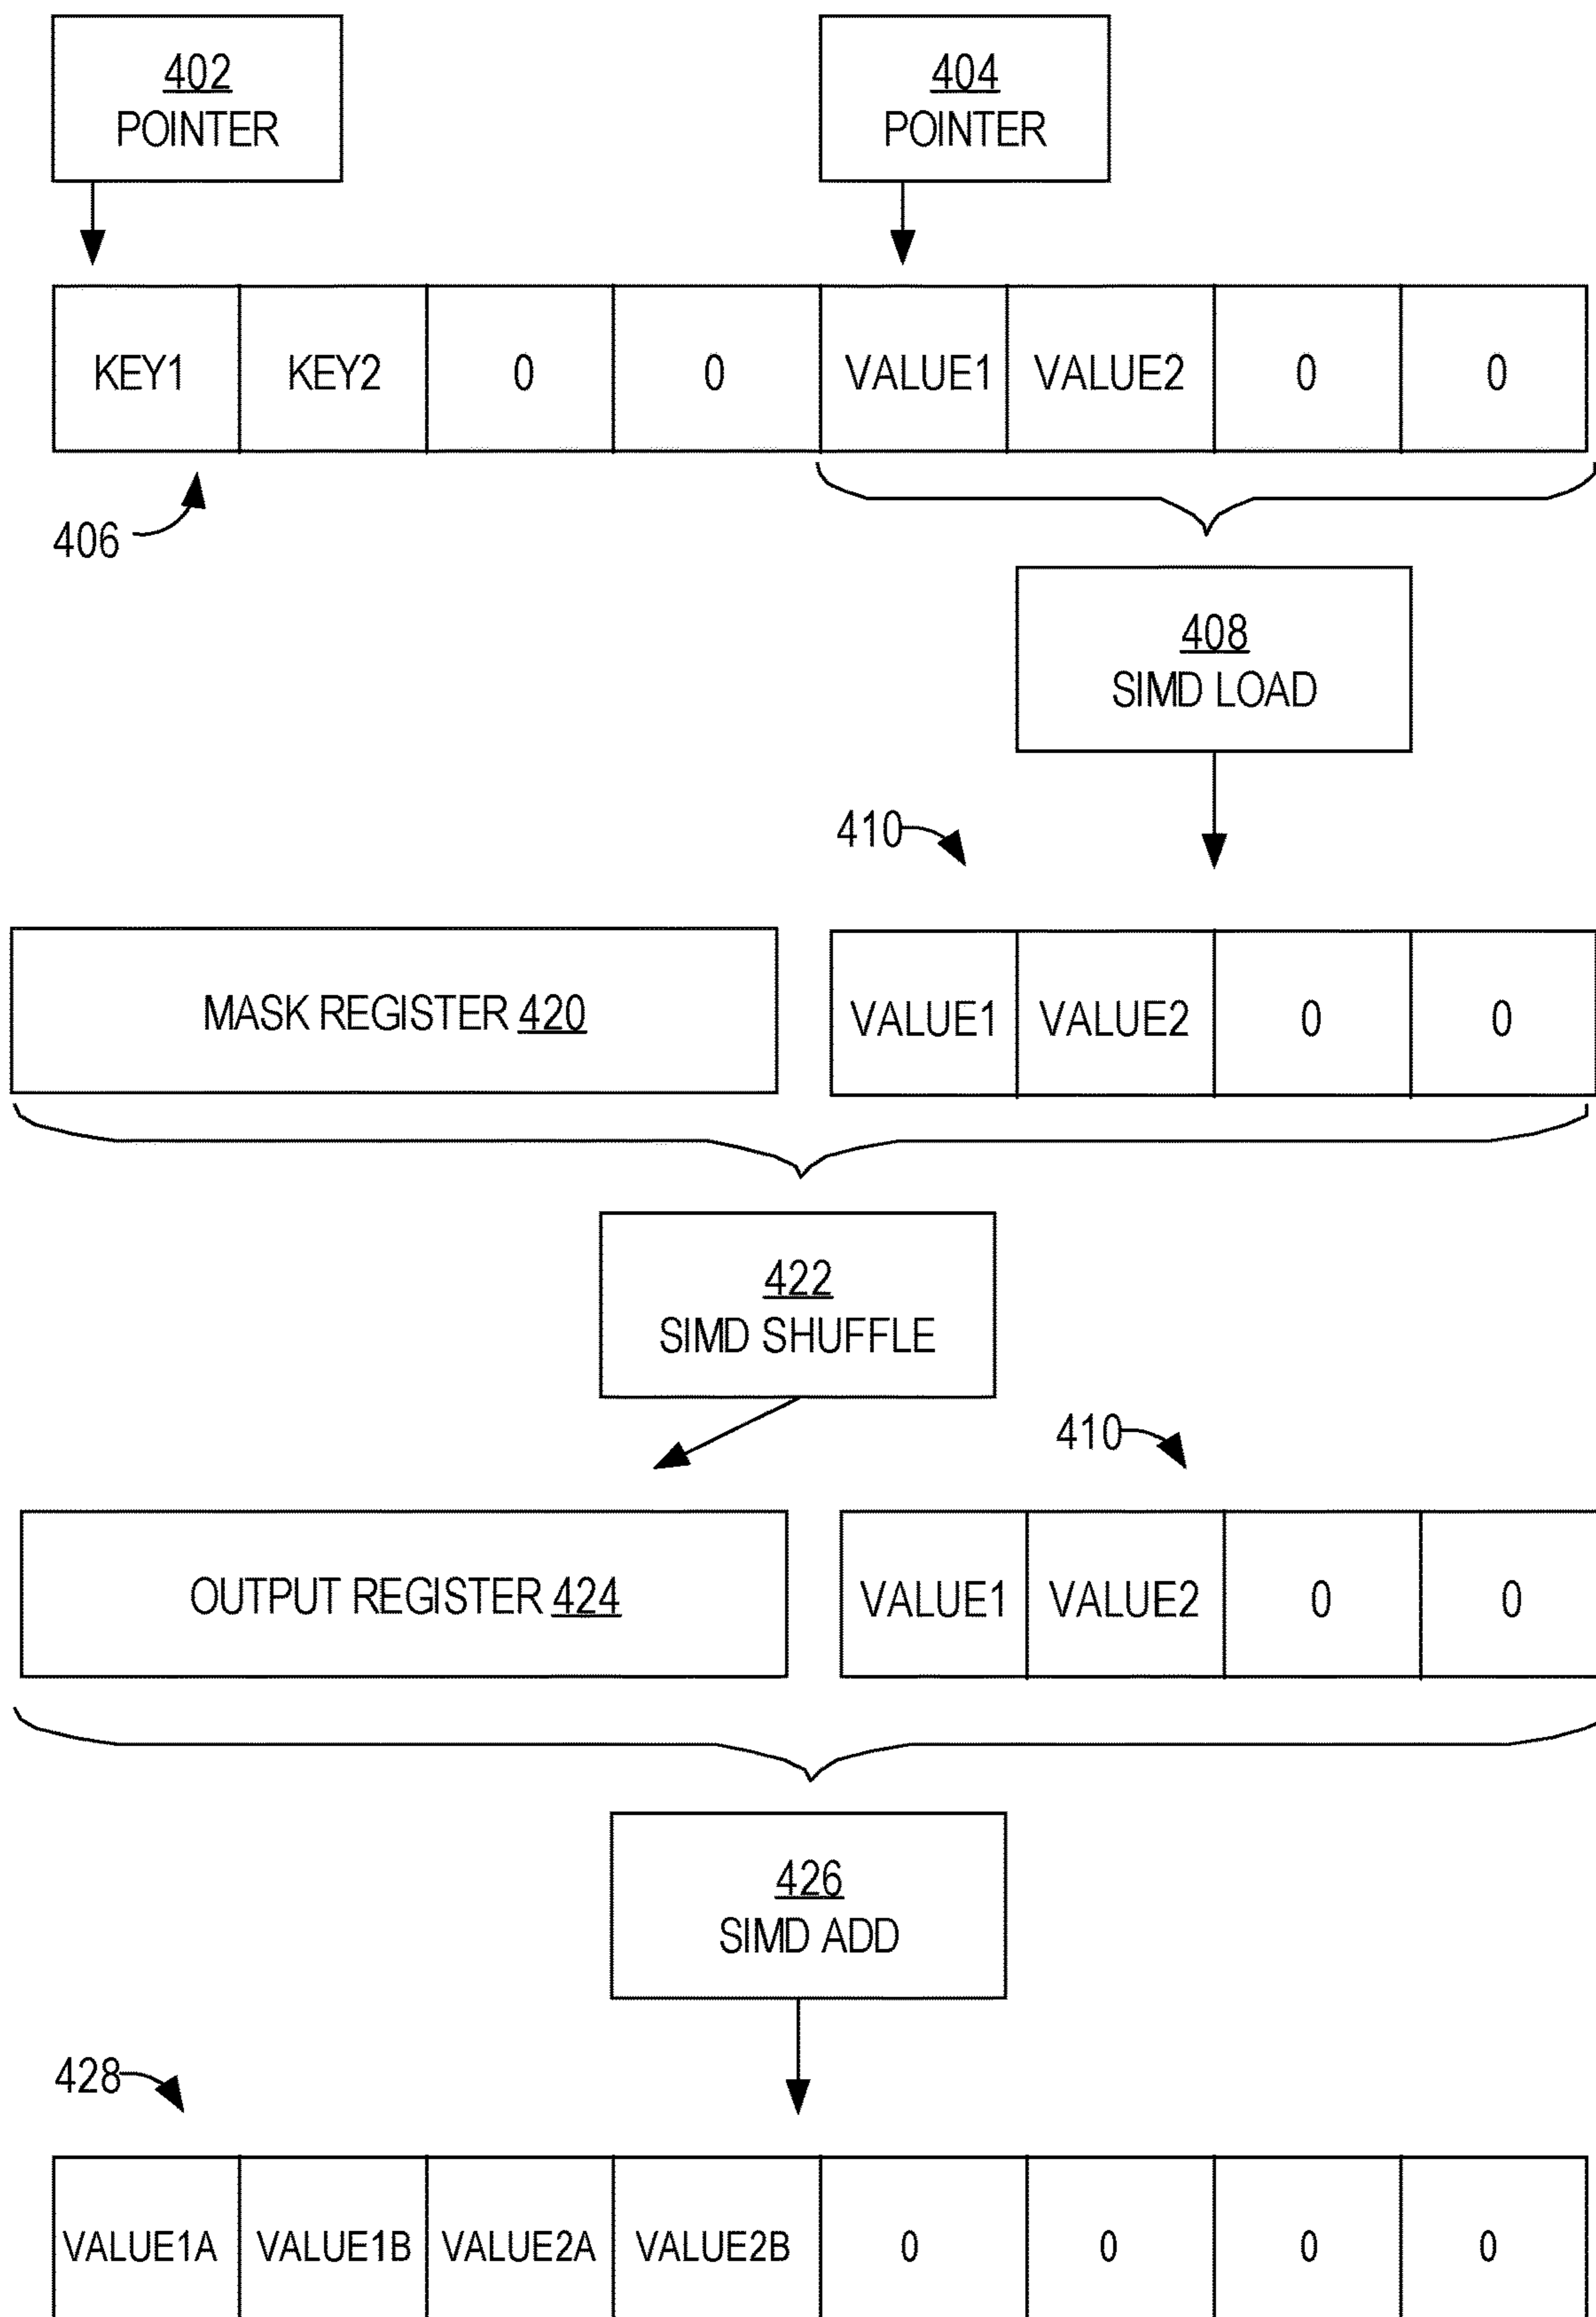 402 404
POINTER POINTER
KEY1 KEY2 0 0 VALUE1 VALUE2 0 0
406
408
SIMD LOAD
410
MASK REGISTER 420 VALUE1 VALUE2 0 0
422
SIMD SHUFFLE
410
OUTPUT REGISTER 424 VALUE1 VALUE2 0 0
426
SIMD ADD
428
VALUE1A VALUE1B VALUE2A VALUE2B 0 0 0 0